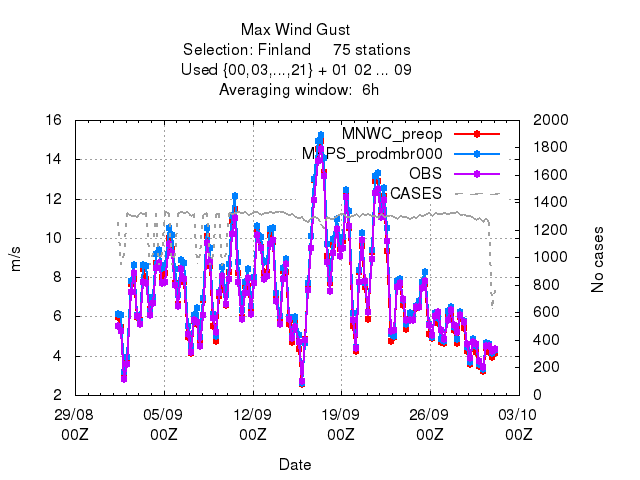 Max Wind Gust
Selection: Finland 75 stations
Used {00,03,...,21} + 01 02 ... 09
Averaging window: 6h
16
14
12
10
8
6
4
2
m/s
2000
1800
1600
1400
1200
1000
800
600
400
200
0
No cases
MNWC_preop
prodmbr000
OBS
CASES
29/08 05/09 12/09 19/09 26/09 03/10
00Z 00Z 00Z 00Z 00Z 00Z
Date